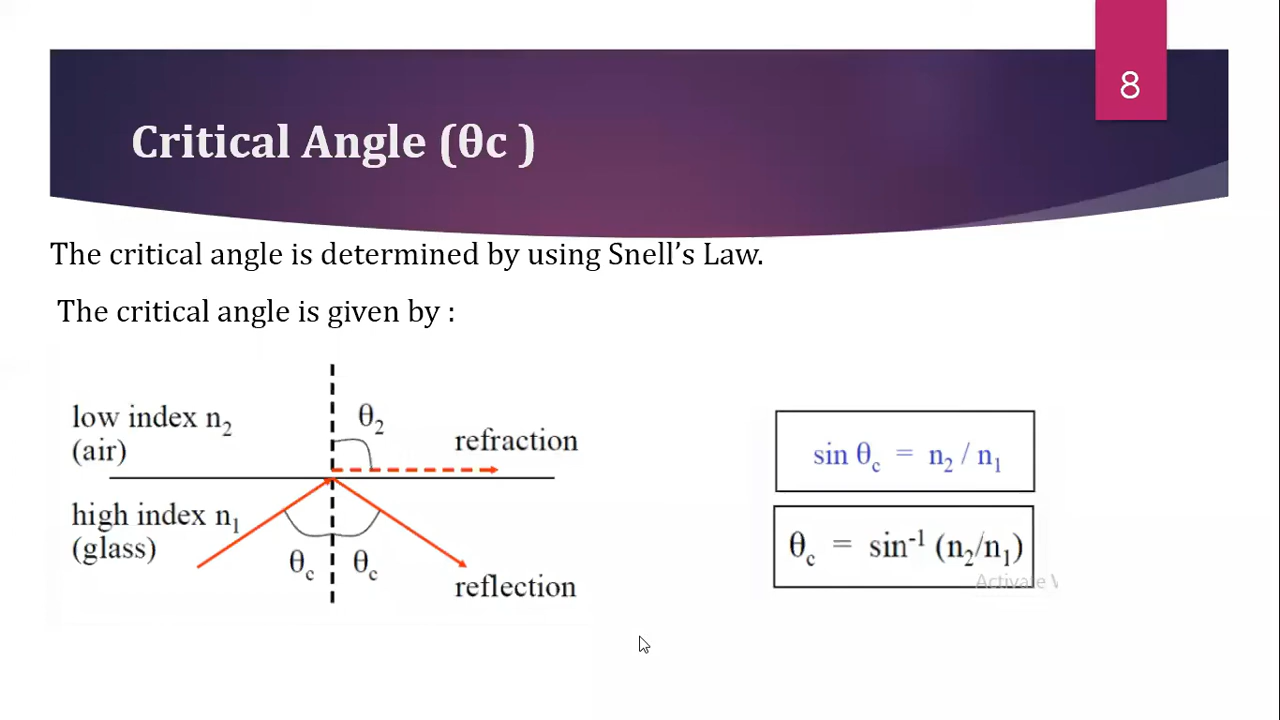 8
Critical Angle (θc )
The critical angle is determined by using Snell’s Law.
The critical angle is given by :
low index n₂
(air)
θ₂
refraction
high index n₁
(glass)
θc θc
reflection
sin θc = n₂ / n₁
θc = sin⁻¹ (n₂/n₁)
Activate